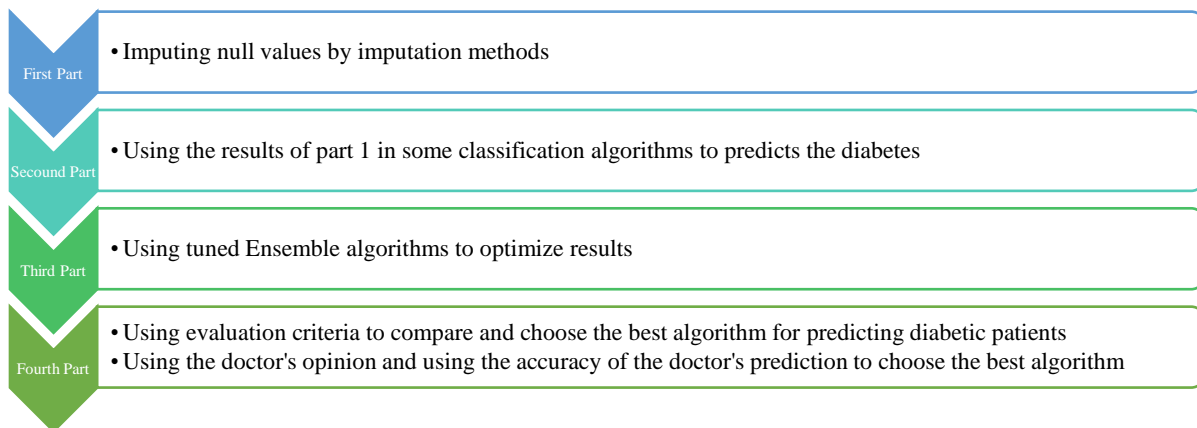 First Part
• Imputing null values by imputation methods
Secound Part
• Using the results of part 1 in some classification algorithms to predicts the diabetes
Third Part
• Using tuned Ensemble algorithms to optimize results
Fourth Part
• Using evaluation criteria to compare and choose the best algorithm for predicting diabetic patients
• Using the doctor's opinion and using the accuracy of the doctor's prediction to choose the best algorithm